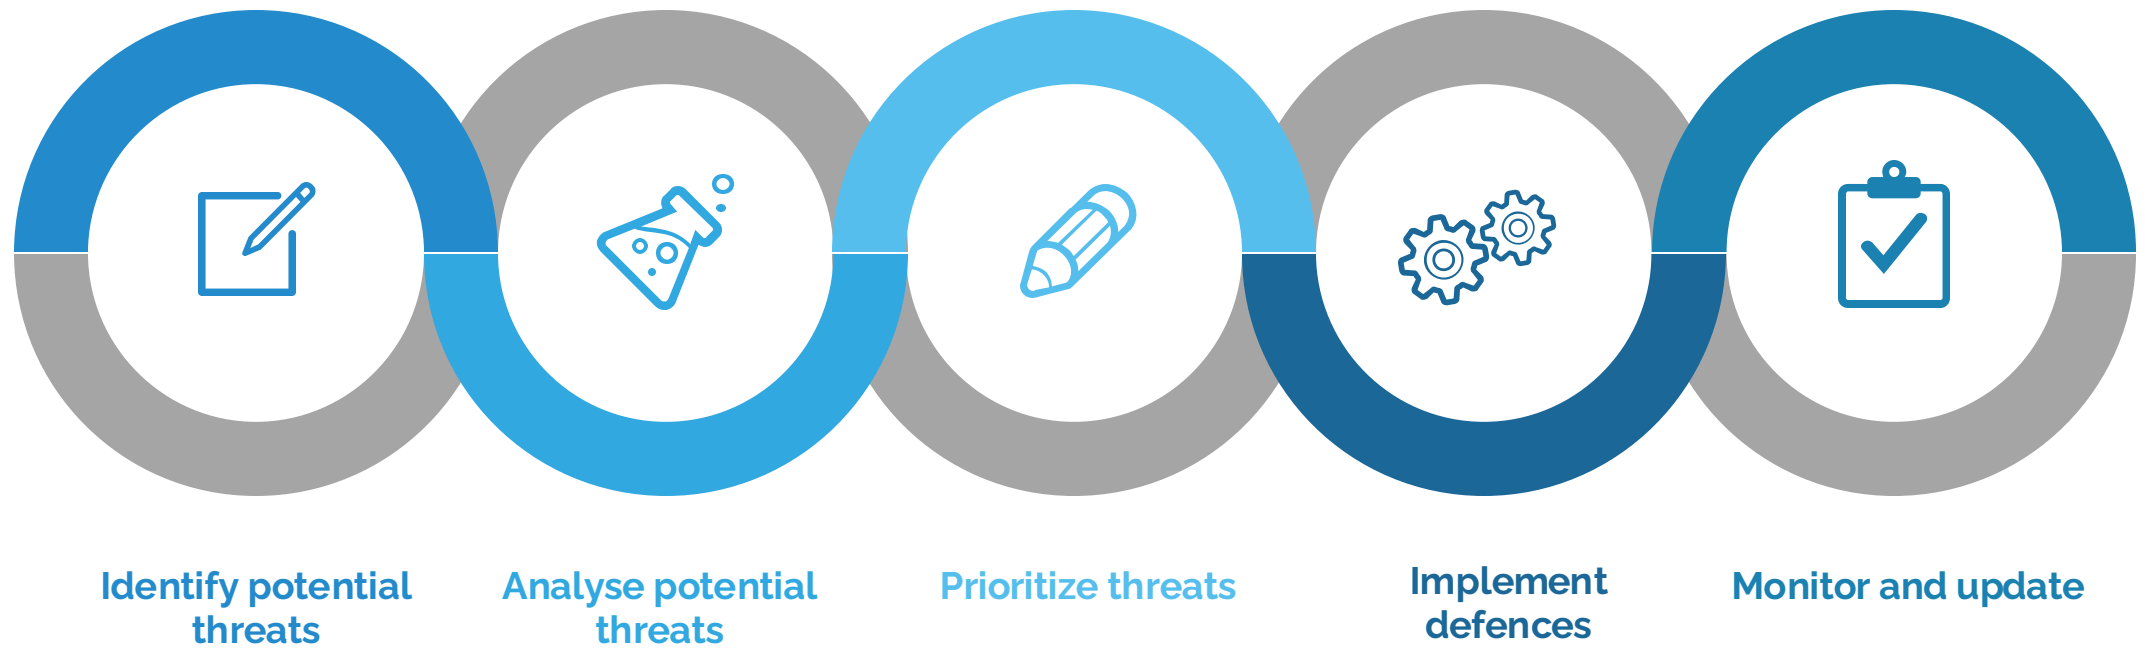 Identify potential
threats
Analyse potential
threats
Prioritize threats
Implement
defences
Monitor and update